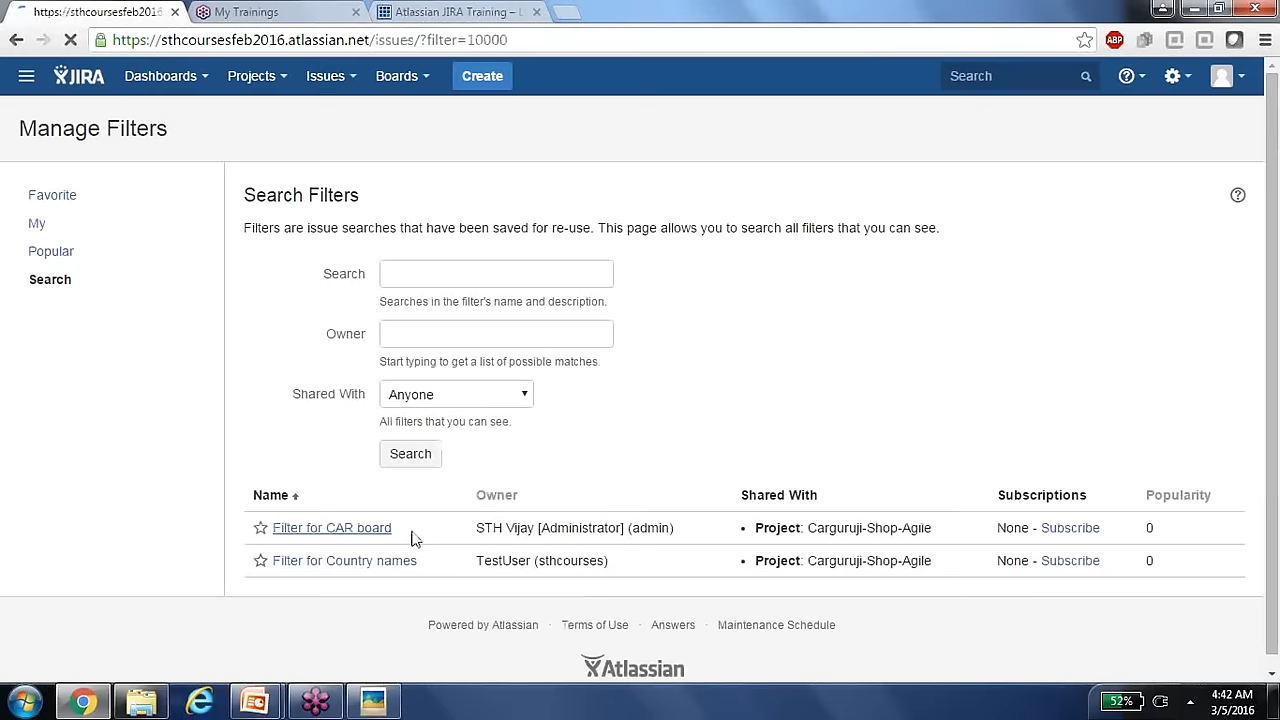 https://sthcoursesfeb2016 My Trainings Atlassian JIRA Training – L
https://sthcoursesfeb2016.atlassian.net/issues/?filter=10000 ABP
JIRA Dashboards Projects Issues Boards Create Search
Manage Filters
Favorite
My
Popular
Search
Search Filters
Filters are issue searches that have been saved for re-use. This page allows you to search all filters that you can see.
Search
Searches in the filter's name and description.
Owner
Start typing to get a list of possible matches.
Shared With Anyone
All filters that you can see.
Search
Name Owner Shared With Subscriptions Popularity
Filter for CAR board STH Vijay [Administrator] (admin) • Project: Carguruji-Shop-Agile None - Subscribe 0
Filter for Country names TestUser (sthcourses) • Project: Carguruji-Shop-Agile None - Subscribe 0
Powered by Atlassian · Terms of Use · Answers · Maintenance Schedule
Atlassian
52% 4:42 AM
3/5/2016